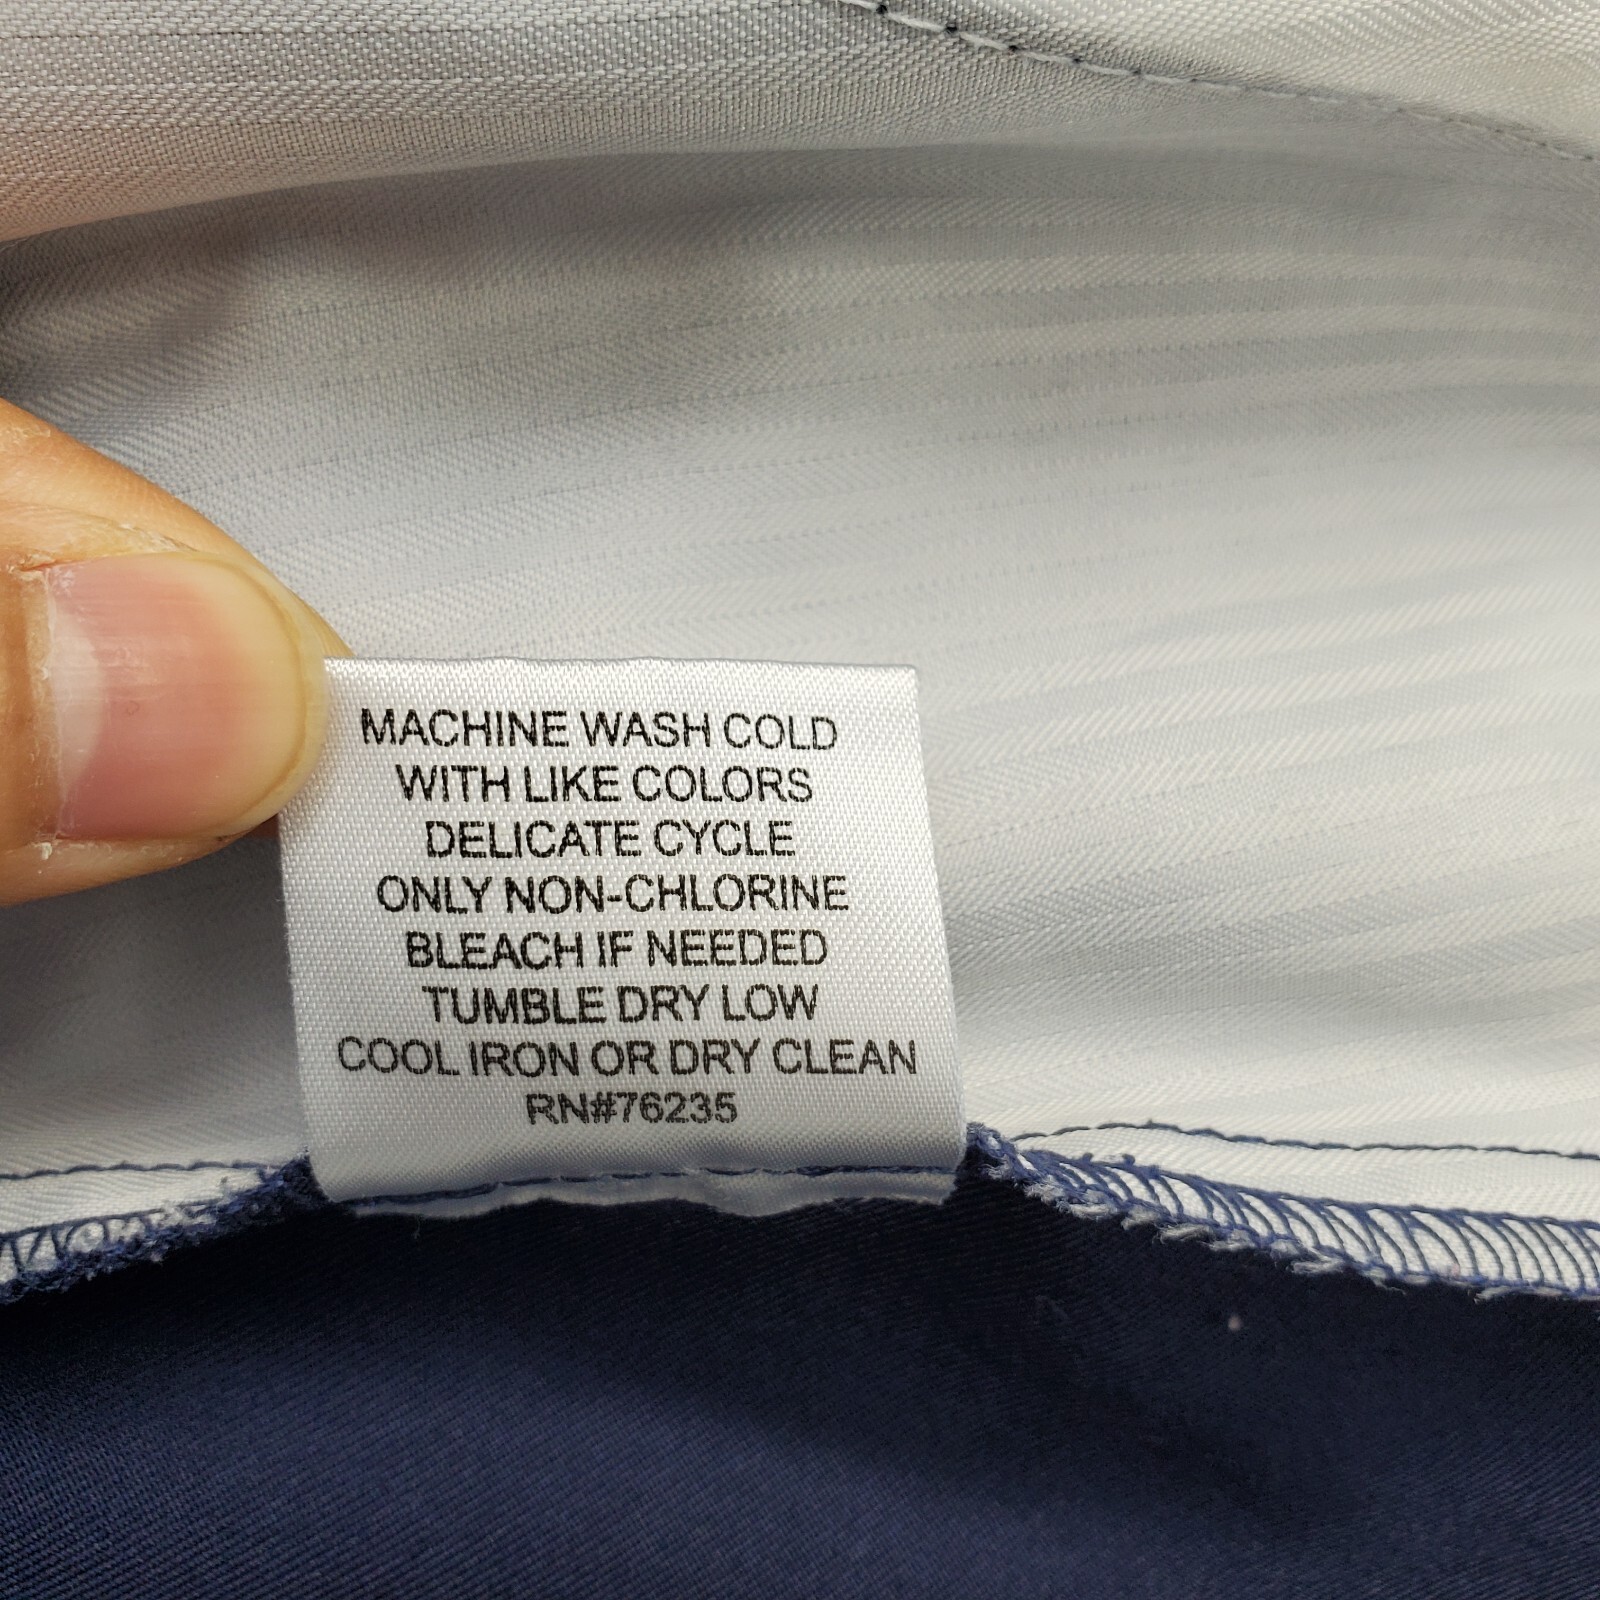 MACHINE WASH COLD
WITH LIKE COLORS
DELICATE CYCLE
ONLY NON-CHLORINE
BLEACH IF NEEDED
TUMBLE DRY LOW
COOL IRON OR DRY CLEAN
RN#76235